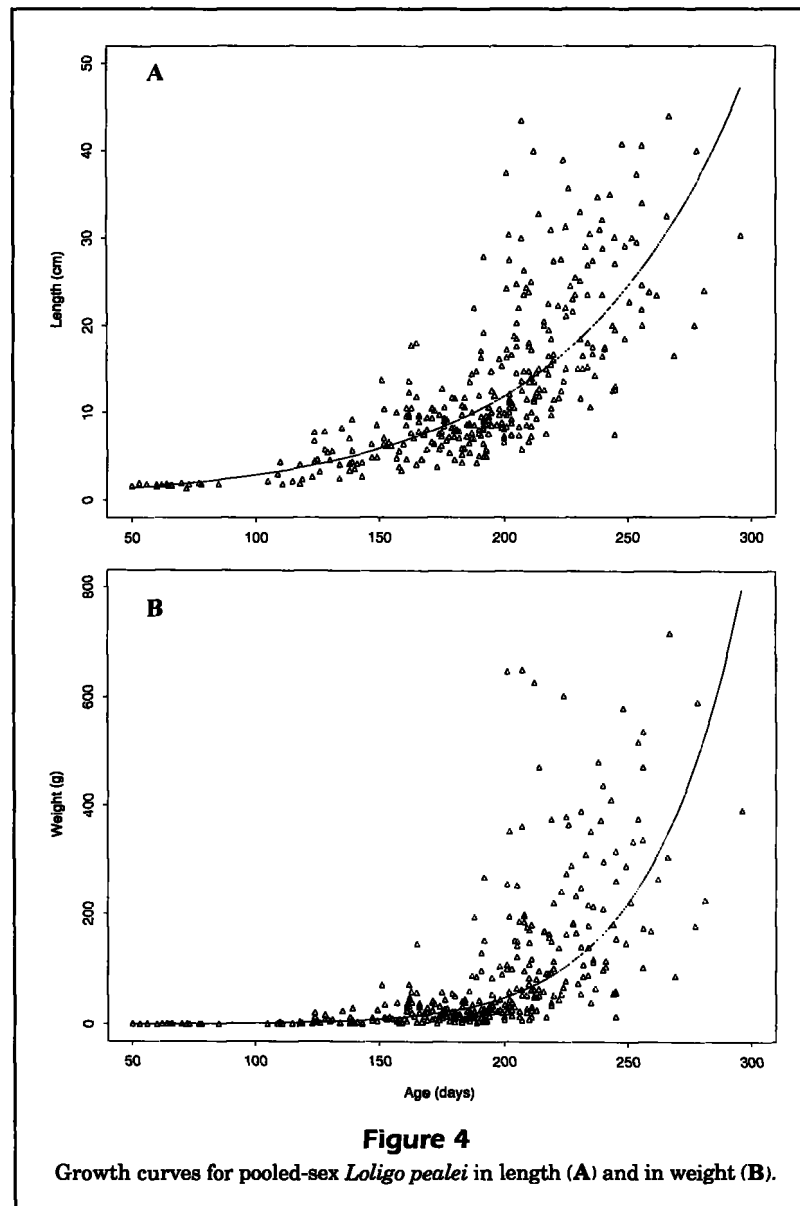 A
50
40
30
20
10
0
Length (cm)
50 100 150 200 250 300
B
800
600
400
200
0
Weight (g)
50 100 150 200 250 300
Age (days)
Figure 4
Growth curves for pooled-sex Loligo pealei in length (A) and in weight (B).